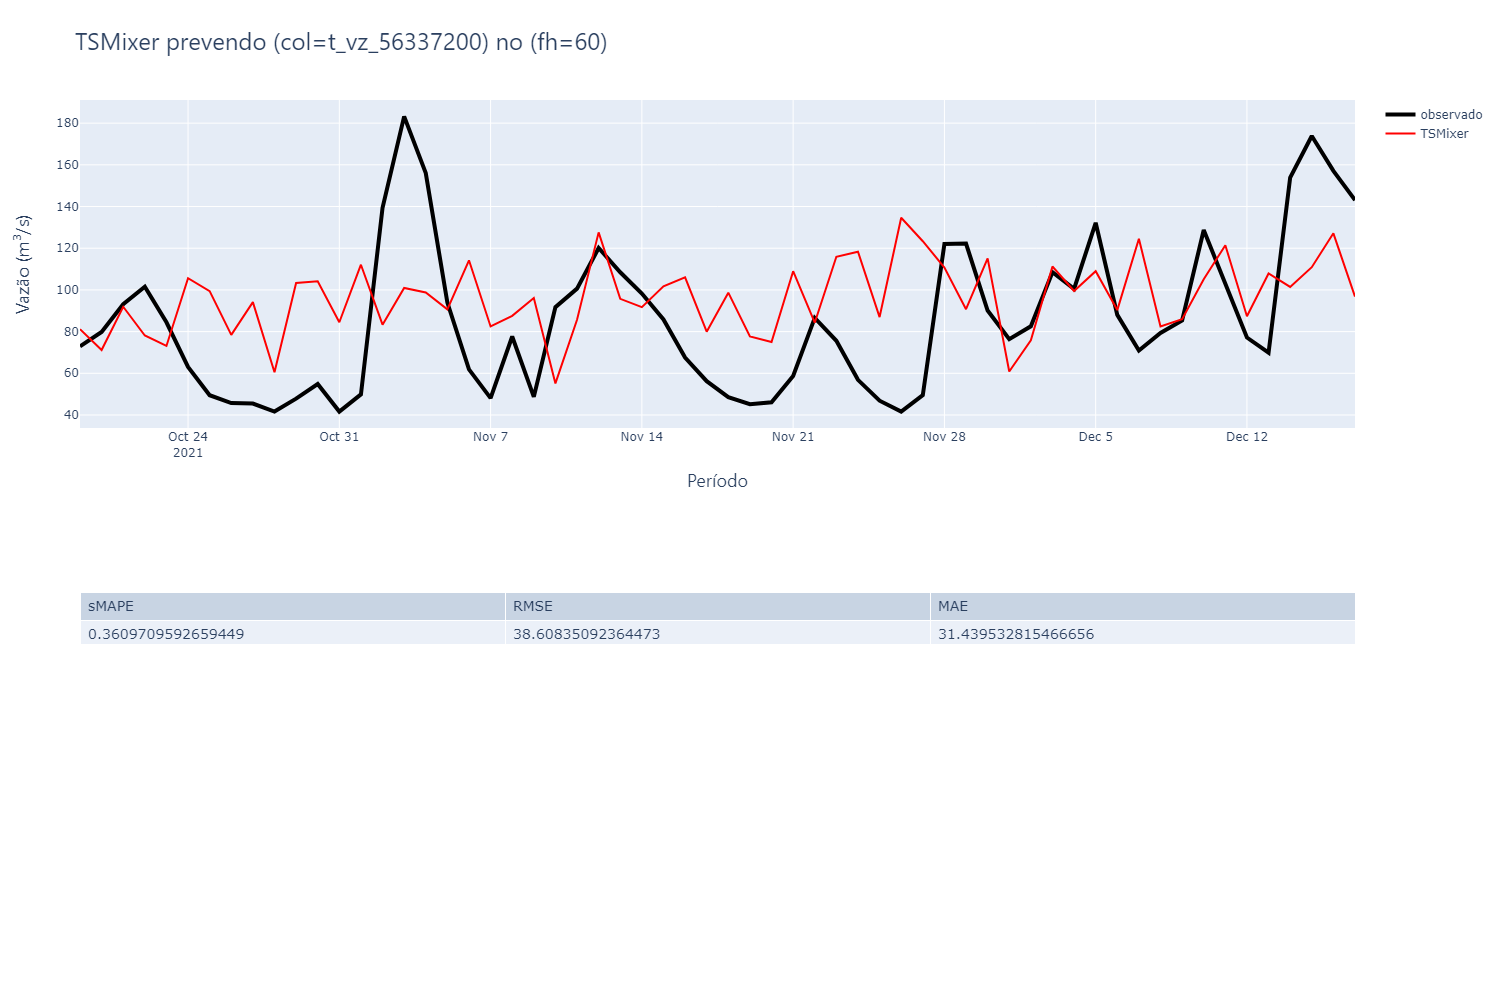 TSMixer prevendo (col=t_vz_56337200) no (fh=60)
observado
TSMixer
Vazão (m³/s)
180
160
140
120
100
80
60
40
Oct 24
2021
Oct 31
Nov 7
Nov 14
Nov 21
Nov 28
Dec 5
Dec 12
Período
sMAPE RMSE MAE
0.3609709592659449 38.60835092364473 31.439532815466656